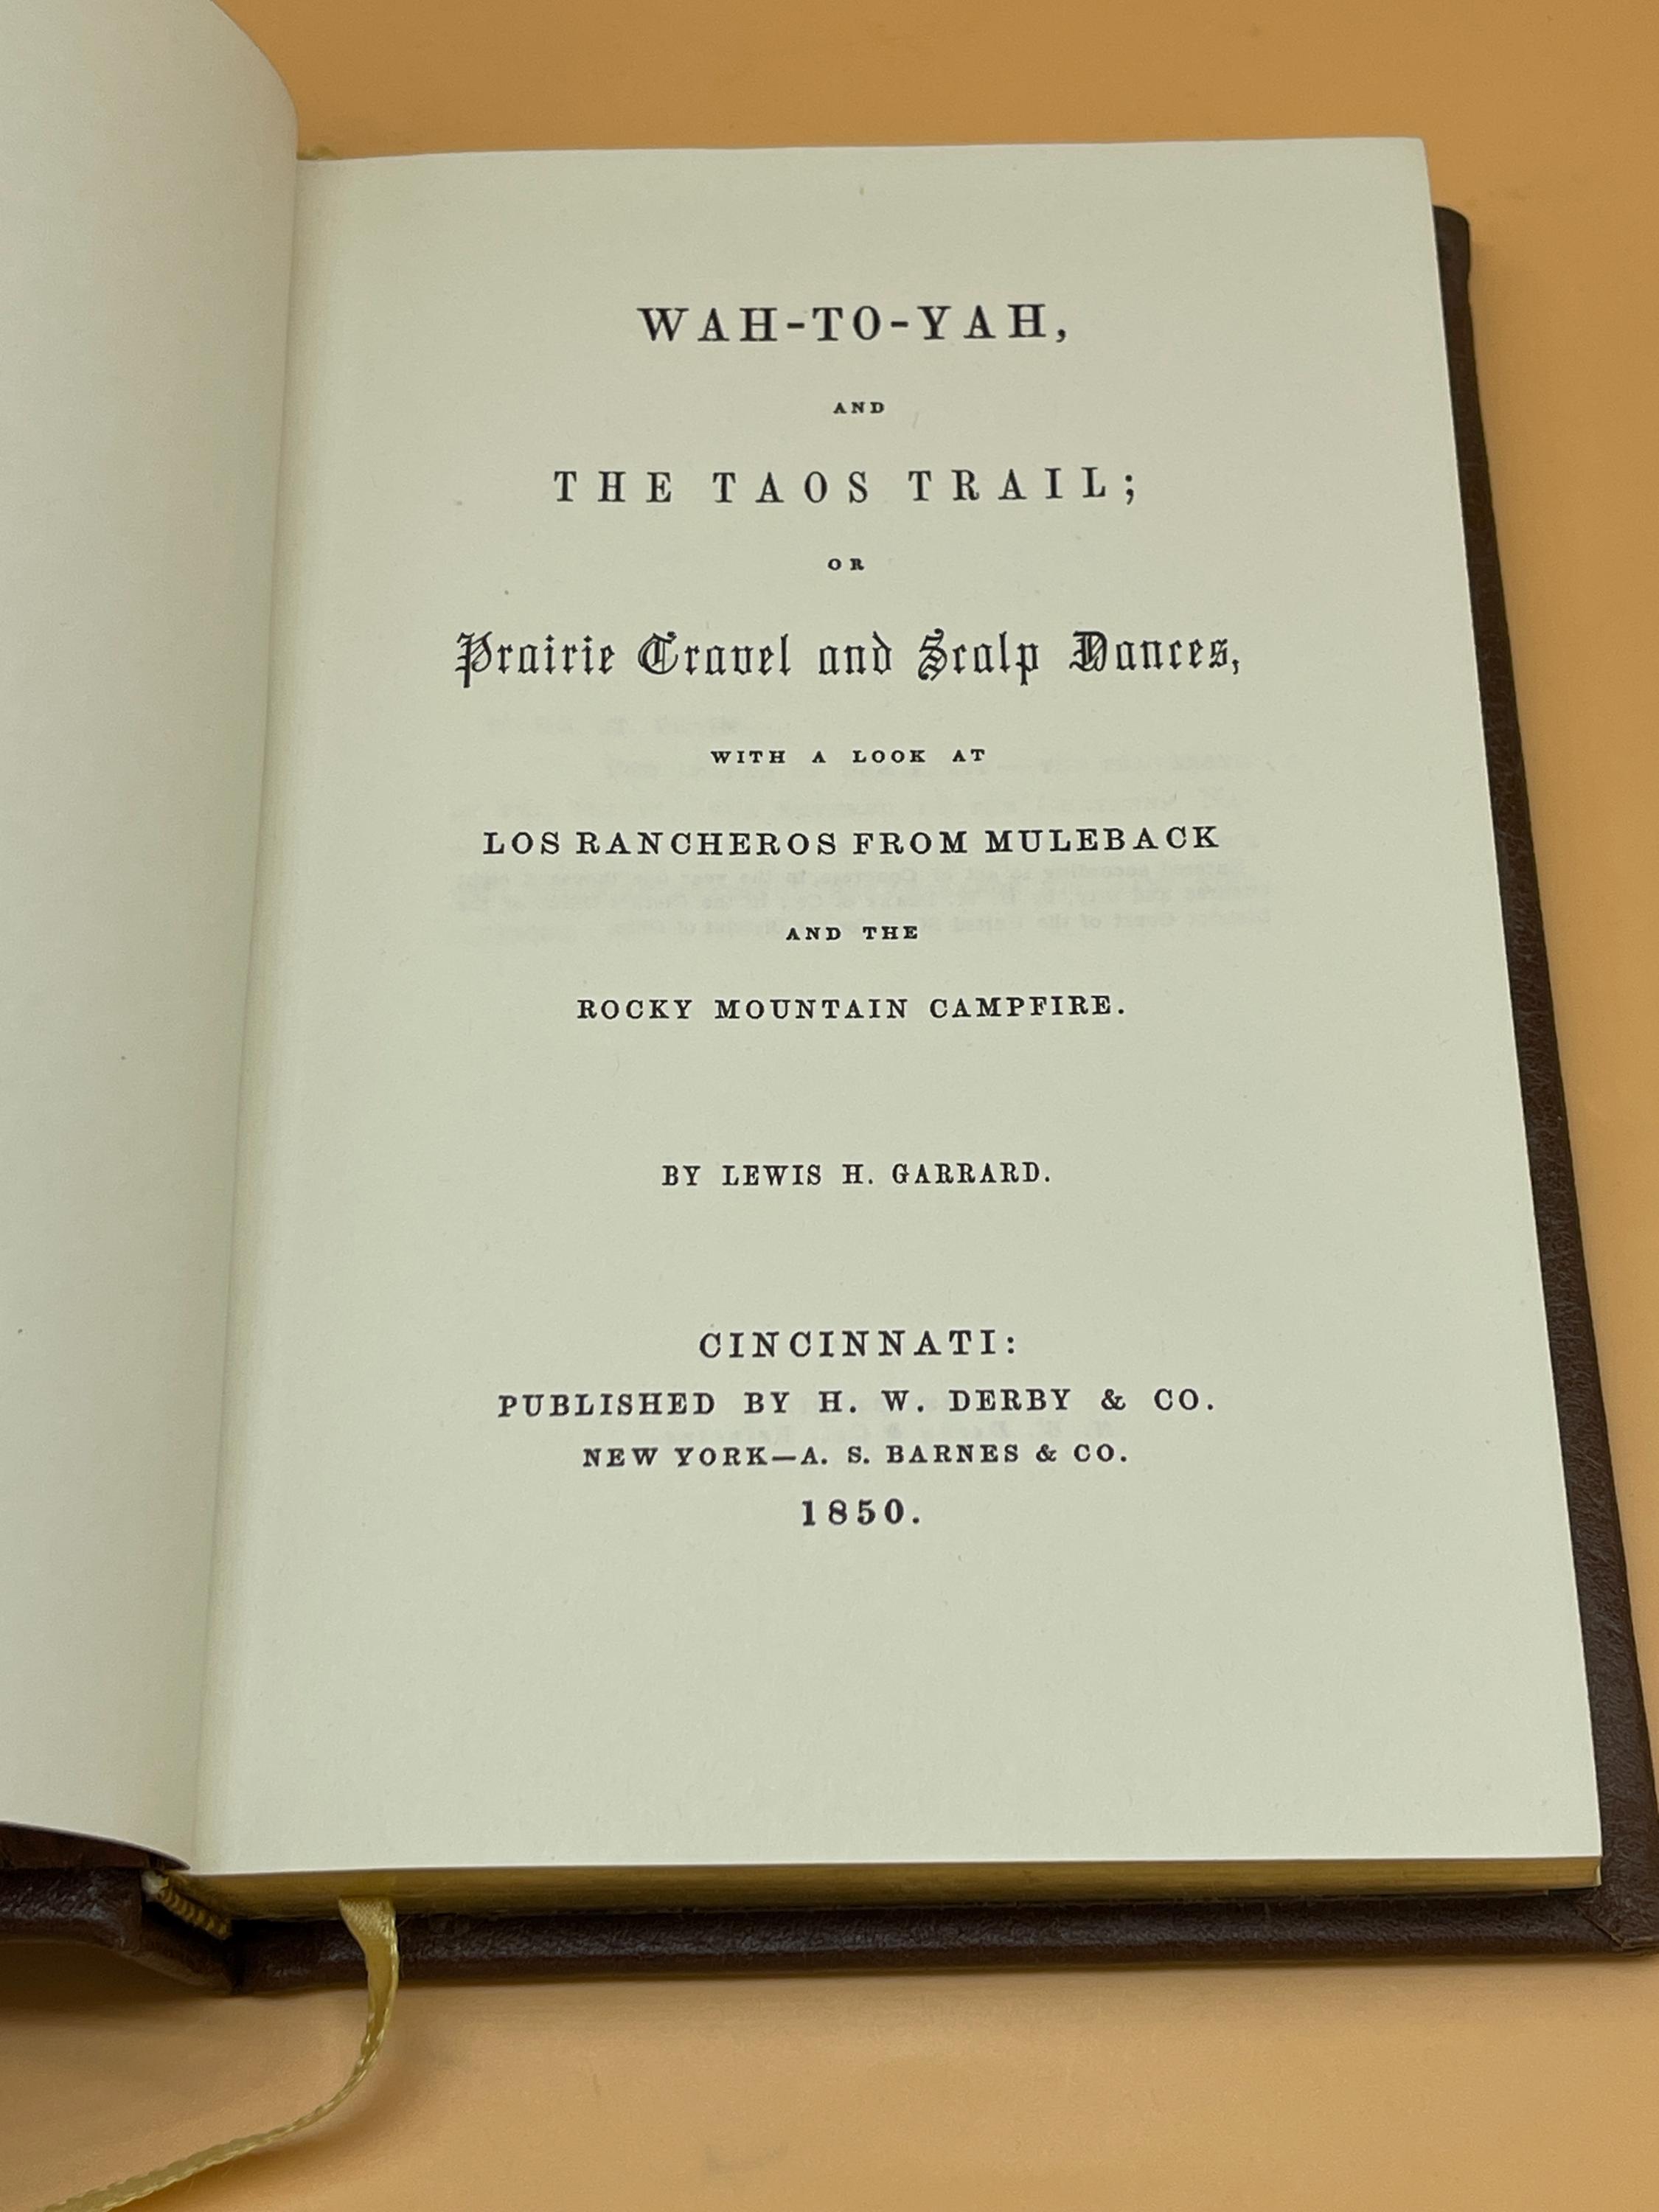 WAH-TO-YAH,
AND
THE TAOS TRAIL;
OR
Prairie Travel and Scalp Dances,
WITH A LOOK AT
LOS RANCHEROS FROM MULEBACK
AND THE
ROCKY MOUNTAIN CAMPFIRE.
BY LEWIS H. GARRARD.
CINCINNATI:
PUBLISHED BY H. W. DERBY & CO.
NEW YORK—A. S. BARNES & CO.
1850.